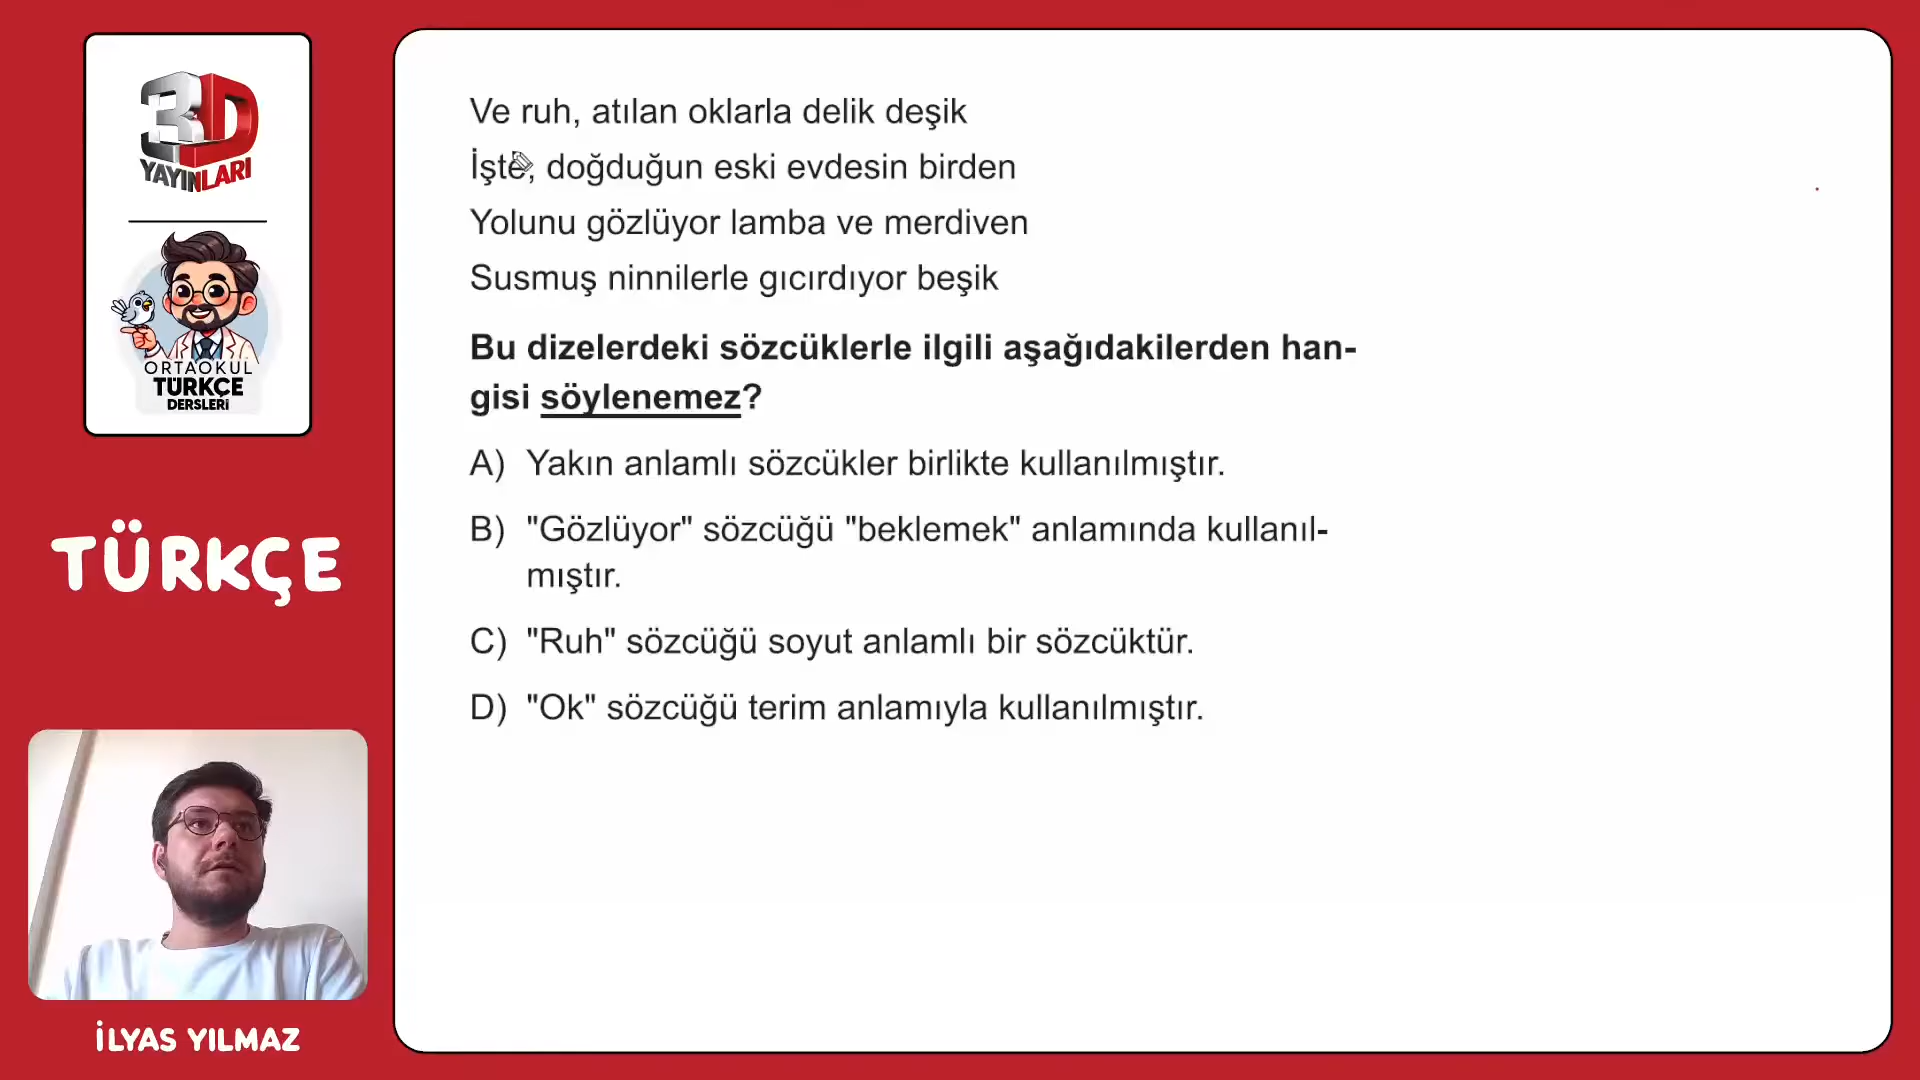 3D
YAYINLARI
ORTAOKUL
TÜRKÇE
DERSLERİ
TÜRKÇE
İLYAS YILMAZ
Ve ruh, atılan oklarla delik deşik
İşte, doğduğun eski evdesin birden
Yolunu gözlüyor lamba ve merdiven
Susmuş ninnilerle gıcırdıyor beşik
Bu dizelerdeki sözcüklerle ilgili aşağıdakilerden han-
gisi söylenemez?
A) Yakın anlamlı sözcükler birlikte kullanılmıştır.
B) "Gözlüyor" sözcüğü "beklemek" anlamında kullanıl-
mıştır.
C) "Ruh" sözcüğü soyut anlamlı bir sözcüktür.
D) "Ok" sözcüğü terim anlamıyla kullanılmıştır.